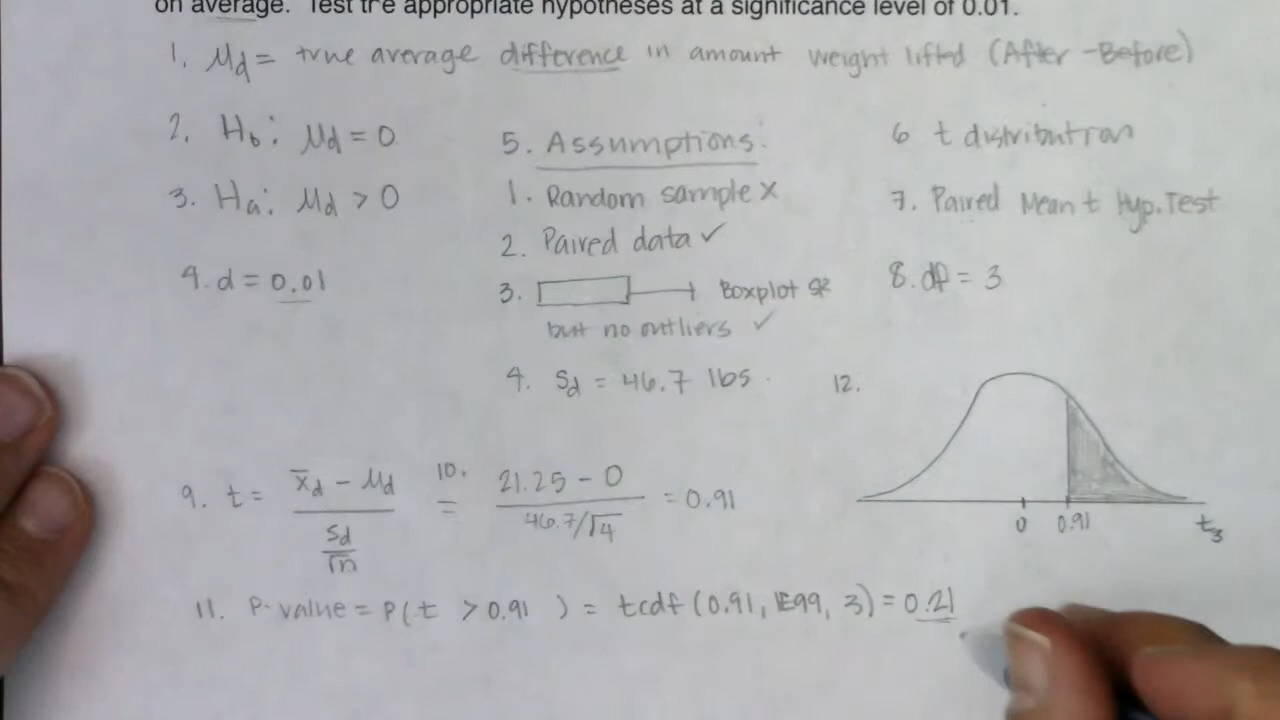 on average. Test the appropriate hypotheses at a significance level of 0.01.
1. μd = true average difference in amount weight lifted (After - Before)
2. Ho: μd = 0
3. Ha: μd > 0
4. α = 0.01
5. Assumptions:
1. Random sample x
2. Paired data ✓
3. Boxplot SR
but no outliers ✓
4. Sd = 46.7 lbs.
6 t distribution
7. Paired Mean t Hyp. Test
8. df = 3
9. t = x̄d - μd / Sd/√n
10. = 21.25 - 0 / 46.7/√4 = 0.91
12.
0 0.91 t3
11. P-value = P(t > 0.91) = tcdf(0.91, 1E99, 3) = 0.21